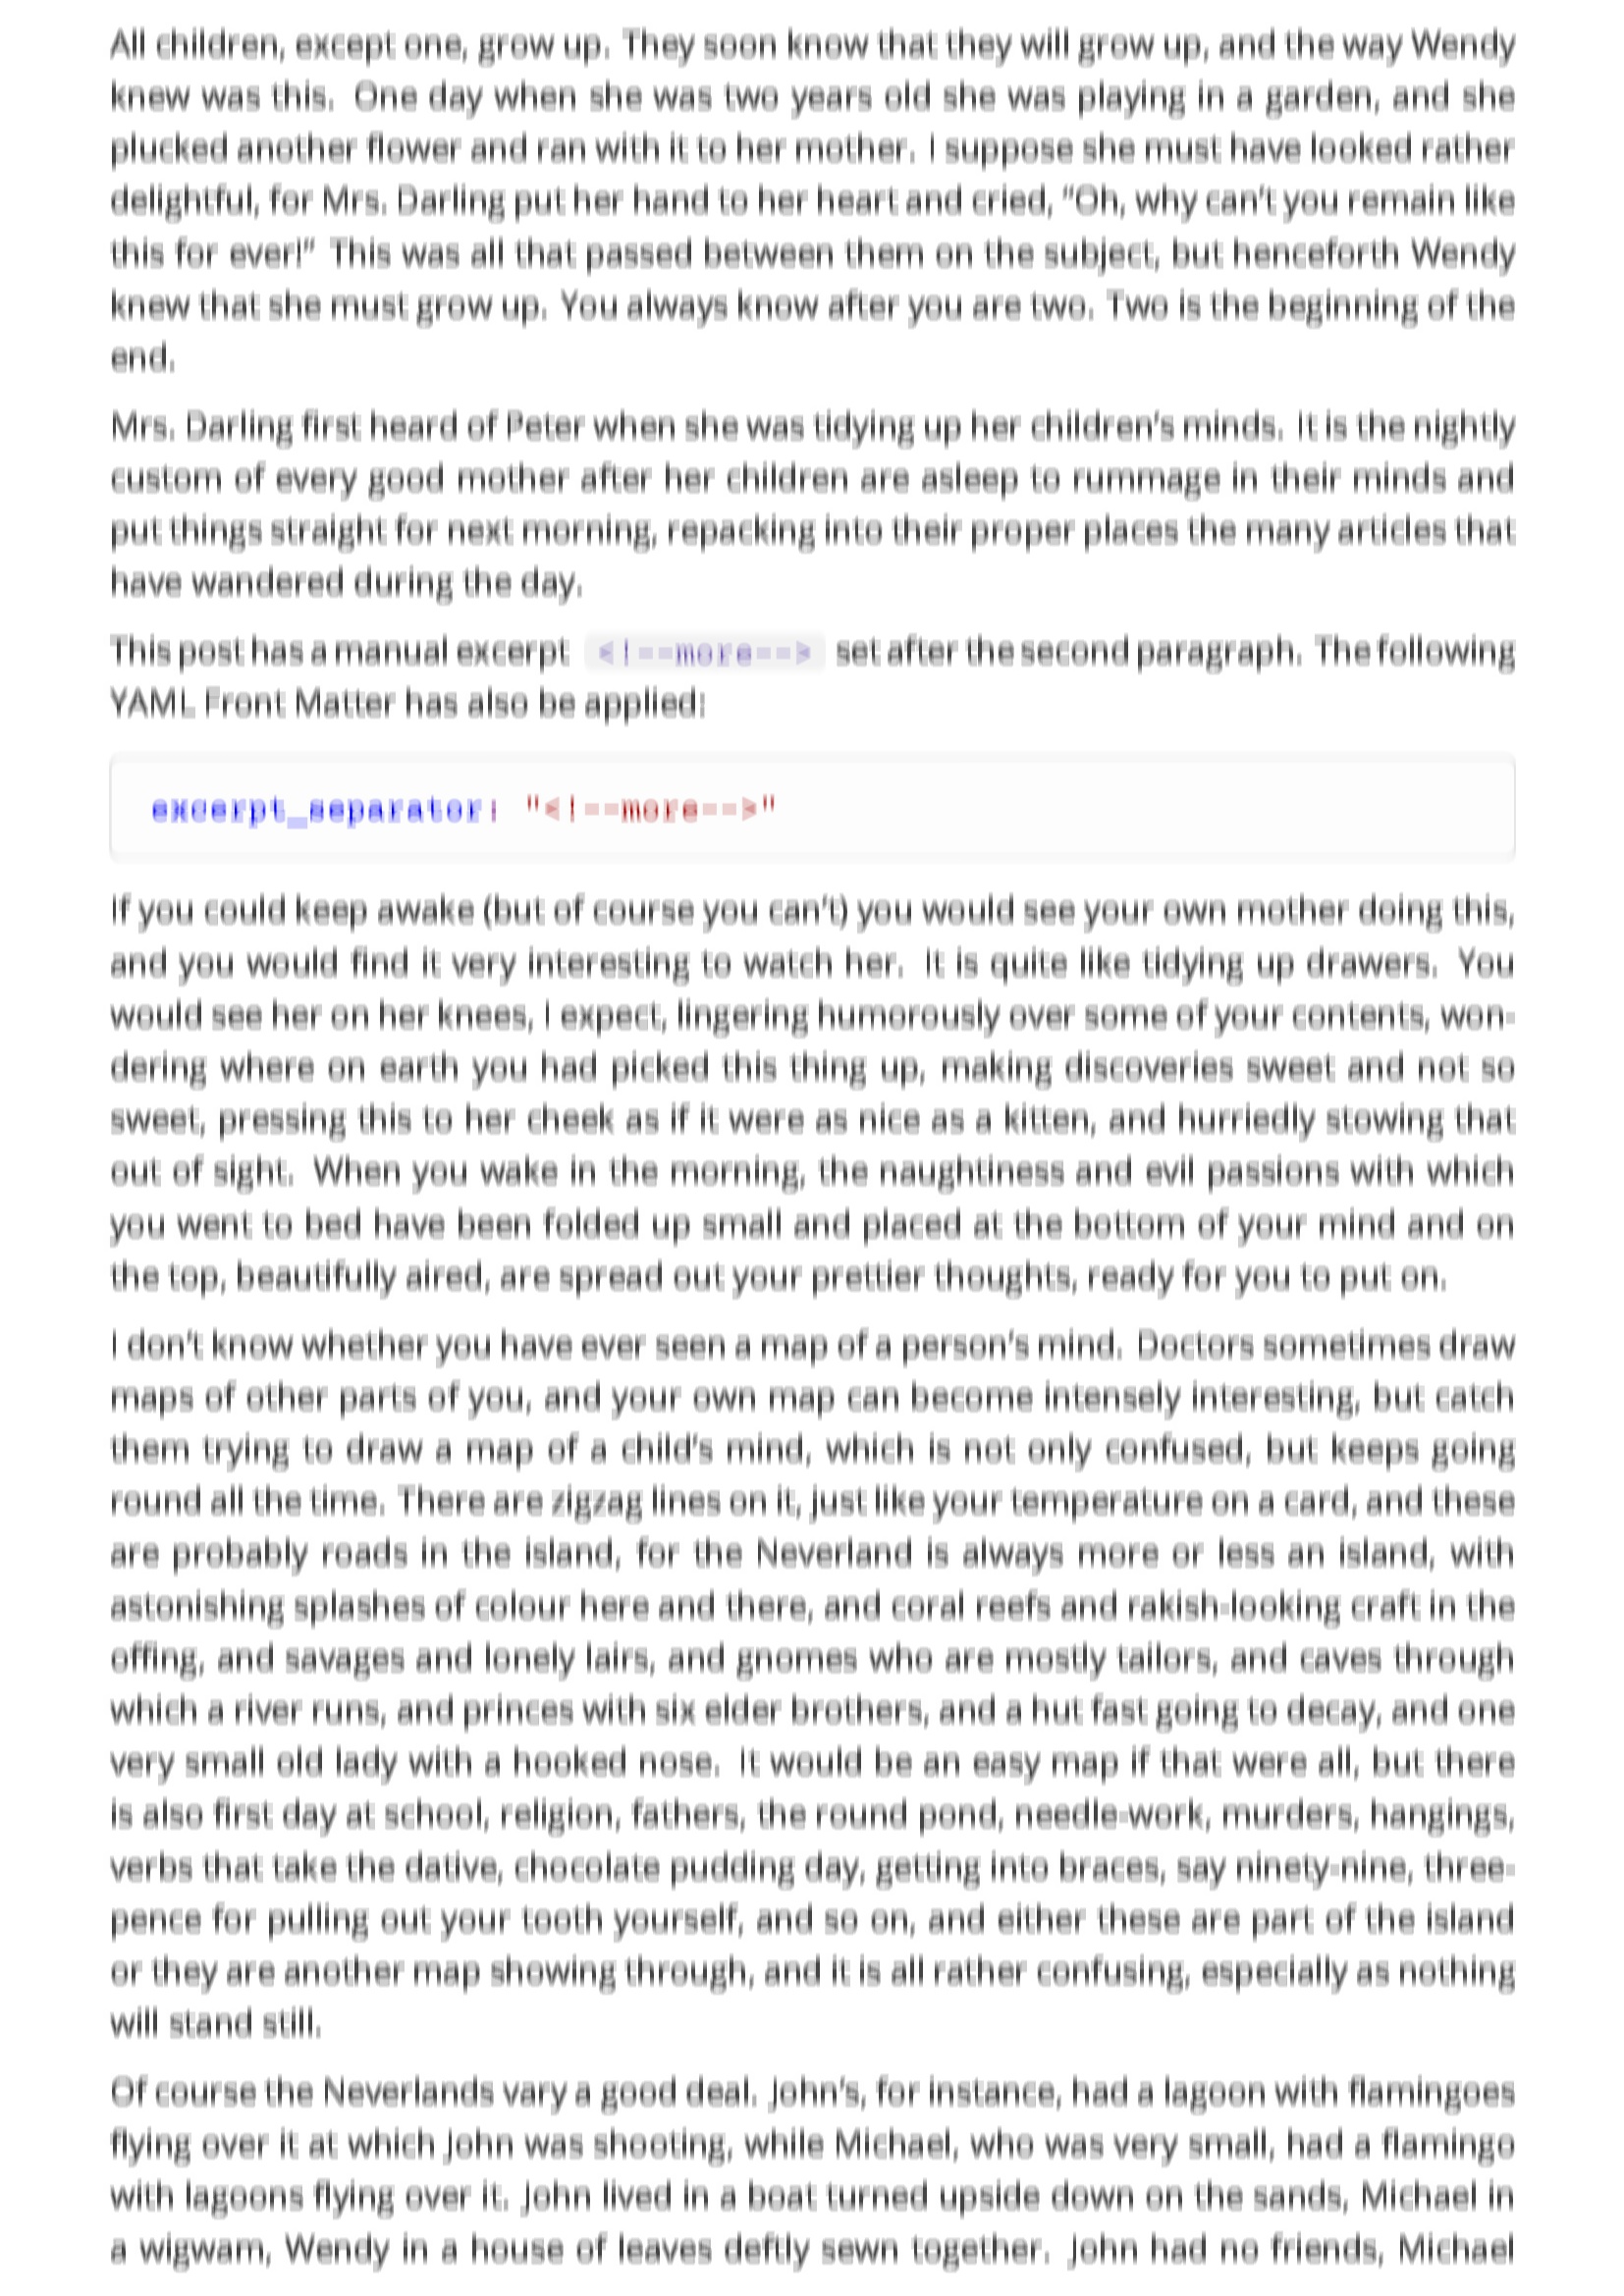 All children, except one, grow up. They soon know that they will grow up, and the way Wendy
knew was this. One day when she was two years old she was playing in a garden, and she
plucked another flower and ran with it to her mother. I suppose she must have looked rather
delightful, for Mrs. Darling put her hand to her heart and cried, “Oh, why can’t you remain like
this for ever!” This was all that passed between them on the subject, but henceforth Wendy
knew that she must grow up. You always know after you are two. Two is the beginning of the
end.
Mrs. Darling first heard of Peter when she was tidying up her children’s minds. It is the nightly
custom of every good mother after her children are asleep to rummage in their minds and
put things straight for next morning, repacking into their proper places the many articles that
have wandered during the day.
This post has a manual excerpt <!--more--> set after the second paragraph. The following
YAML Front Matter has also be applied:
excerpt_separator: "<!--more-->"
If you could keep awake (but of course you can’t) you would see your own mother doing this,
and you would find it very interesting to watch her. It is quite like tidying up drawers. You
would see her on her knees, I expect, lingering humorously over some of your contents, won-
dering where on earth you had picked this thing up, making discoveries sweet and not so
sweet, pressing this to her cheek as if it were as nice as a kitten, and hurriedly stowing that
out of sight. When you wake in the morning, the naughtiness and evil passions with which
you went to bed have been folded up small and placed at the bottom of your mind and on
the top, beautifully aired, are spread out your prettier thoughts, ready for you to put on.
I don’t know whether you have ever seen a map of a person’s mind. Doctors sometimes draw
maps of other parts of you, and your own map can become intensely interesting, but catch
them trying to draw a map of a child’s mind, which is not only confused, but keeps going
round all the time. There are zigzag lines on it, just like your temperature on a card, and these
are probably roads in the island, for the Neverland is always more or less an island, with
astonishing splashes of colour here and there, and coral reefs and rakish-looking craft in the
offing, and savages and lonely lairs, and gnomes who are mostly tailors, and caves through
which a river runs, and princes with six elder brothers, and a hut fast going to decay, and one
very small old lady with a hooked nose. It would be an easy map if that were all, but there
is also first day at school, religion, fathers, the round pond, needle-work, murders, hangings,
verbs that take the dative, chocolate pudding day, getting into braces, say ninety-nine, three-
pence for pulling out your tooth yourself, and so on, and either these are part of the island
or they are another map showing through, and it is all rather confusing, especially as nothing
will stand still.
Of course the Neverlands vary a good deal. John’s, for instance, had a lagoon with flamingoes
flying over it at which John was shooting, while Michael, who was very small, had a flamingo
with lagoons flying over it. John lived in a boat turned upside down on the sands, Michael in
a wigwam, Wendy in a house of leaves deftly sewn together. John had no friends, Michael